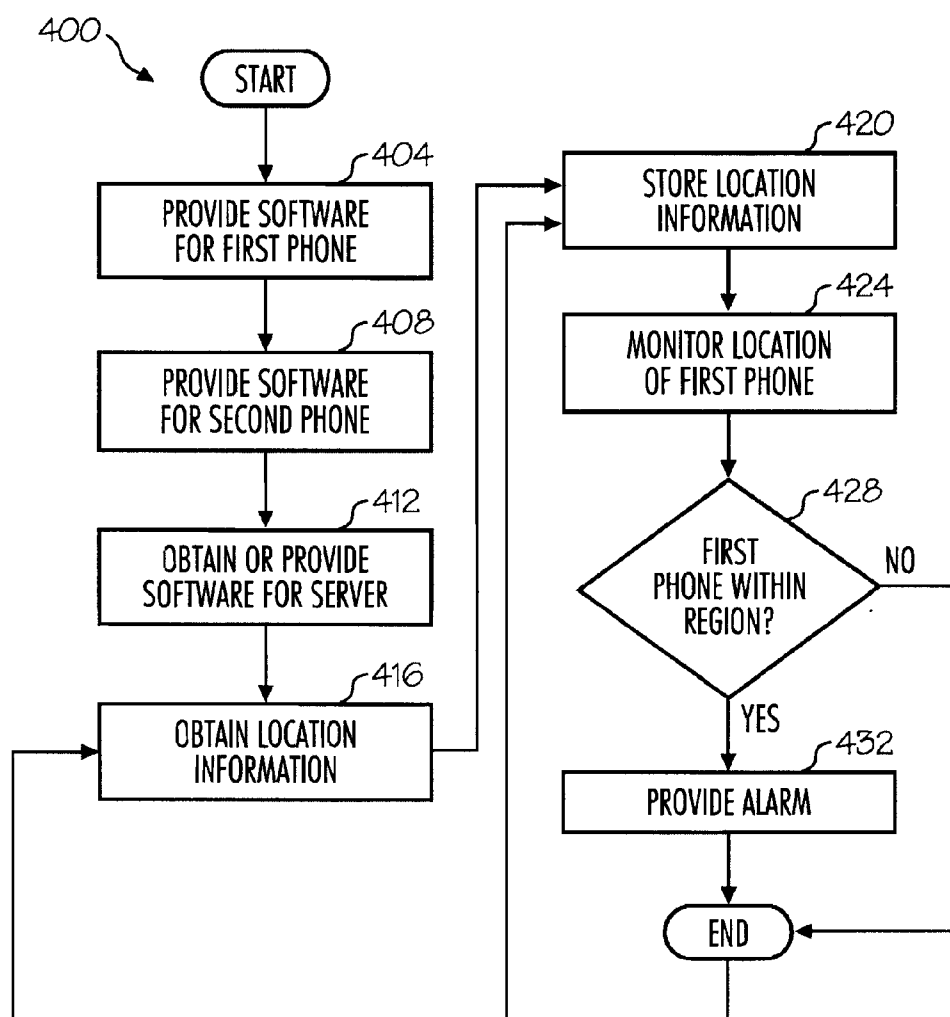 400
START
404
PROVIDE SOFTWARE
FOR FIRST PHONE
408
PROVIDE SOFTWARE
FOR SECOND PHONE
412
OBTAIN OR PROVIDE
SOFTWARE FOR SERVER
416
OBTAIN LOCATION
INFORMATION
420
STORE LOCATION
INFORMATION
424
MONITOR LOCATION
OF FIRST PHONE
428
FIRST
PHONE WITHIN
REGION?
NO
YES
432
PROVIDE ALARM
END